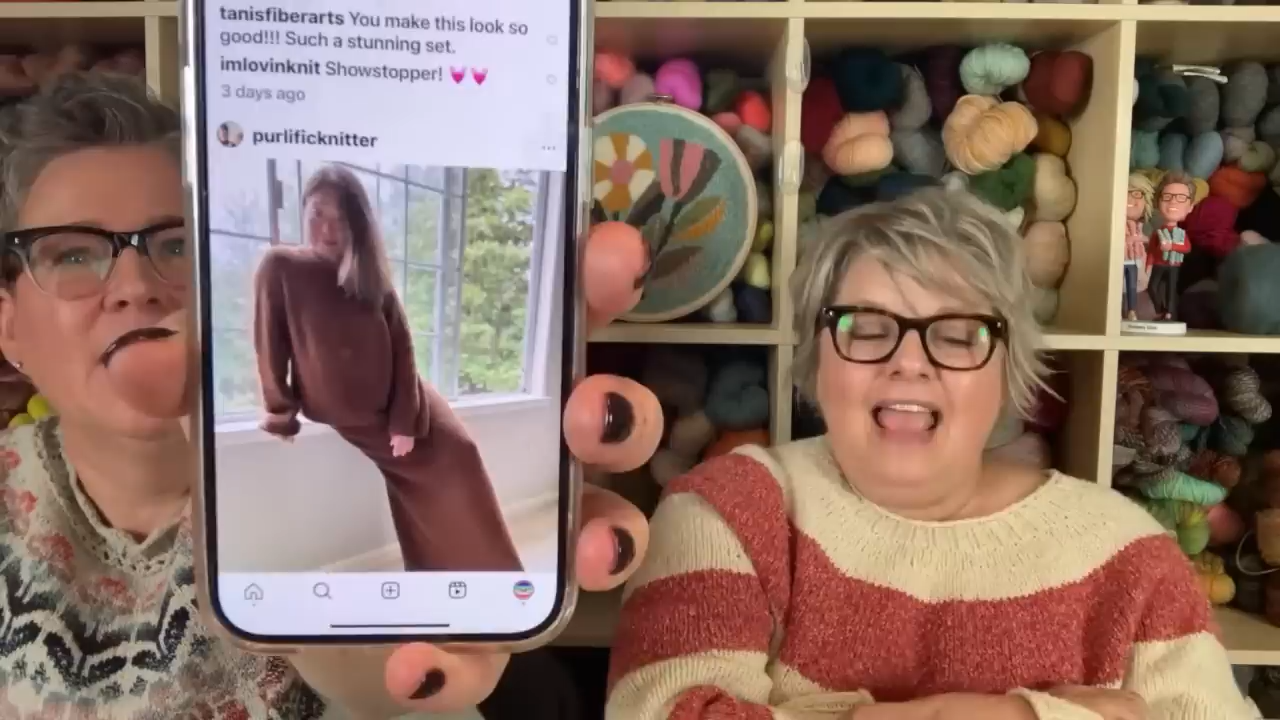 tanisfiberarts You make this look so
good!!! Such a stunning set.
imlovinknit Showstopper! 💓💓
3 days ago
purlificknitter